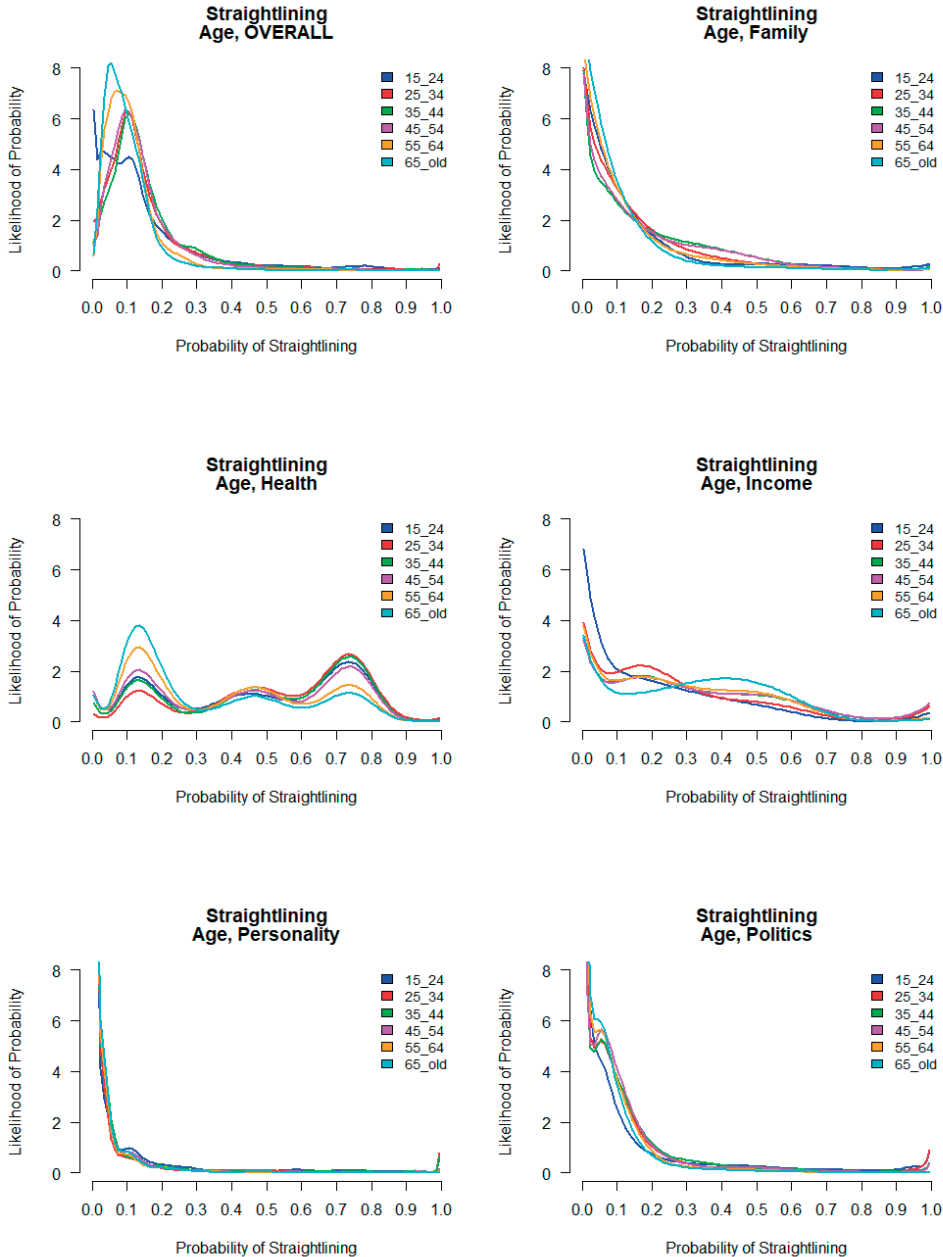 Straightlining
Age, OVERALL
Likelihood of Probability
8
6
4
2
0
15_24
25_34
35_44
45_54
55_64
65_old
0.0 0.1 0.2 0.3 0.4 0.5 0.6 0.7 0.8 0.9 1.0
Probability of Straightlining
Straightlining
Age, Family
Likelihood of Probability
8
6
4
2
0
15_24
25_34
35_44
45_54
55_64
65_old
0.0 0.1 0.2 0.3 0.4 0.5 0.6 0.7 0.8 0.9 1.0
Probability of Straightlining
Straightlining
Age, Health
Likelihood of Probability
8
6
4
2
0
15_24
25_34
35_44
45_54
55_64
65_old
0.0 0.1 0.2 0.3 0.4 0.5 0.6 0.7 0.8 0.9 1.0
Probability of Straightlining
Straightlining
Age, Income
Likelihood of Probability
8
6
4
2
0
15_24
25_34
35_44
45_54
55_64
65_old
0.0 0.1 0.2 0.3 0.4 0.5 0.6 0.7 0.8 0.9 1.0
Probability of Straightlining
Straightlining
Age, Personality
Likelihood of Probability
8
6
4
2
0
15_24
25_34
35_44
45_54
55_64
65_old
0.0 0.1 0.2 0.3 0.4 0.5 0.6 0.7 0.8 0.9 1.0
Probability of Straightlining
Straightlining
Age, Politics
Likelihood of Probability
8
6
4
2
0
15_24
25_34
35_44
45_54
55_64
65_old
0.0 0.1 0.2 0.3 0.4 0.5 0.6 0.7 0.8 0.9 1.0
Probability of Straightlining